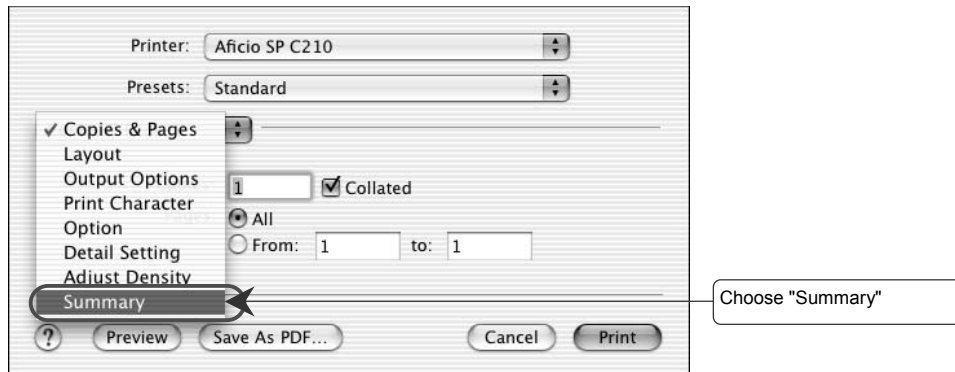 Printer: Aficio SP C210
Presets: Standard
✓ Copies & Pages
Layout
Output Options
Print Character
Option
Detail Setting
Adjust Density
Summary
1 Collated
All
From: 1 to: 1
Choose "Summary"
? Preview Save As PDF... Cancel Print